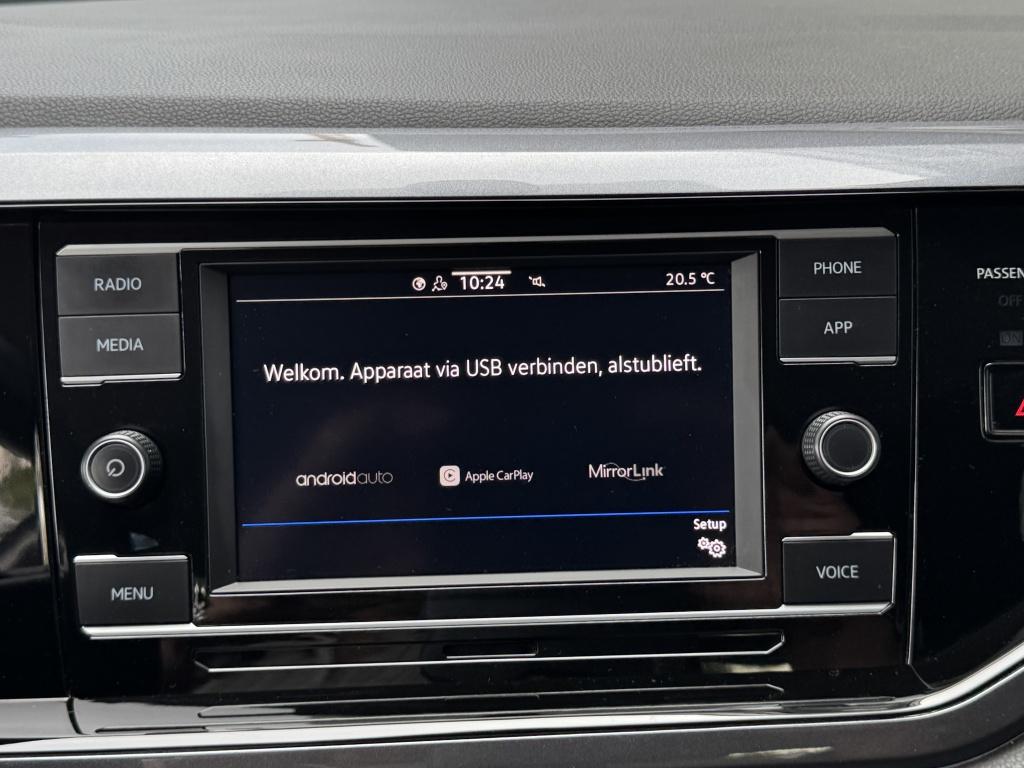 RADIO
MEDIA
MENU
10:24
20.5 °C
Welkom. Apparaat via USB verbinden, alstublieft.
androidauto
Apple CarPlay
MirrorLink
Setup
PHONE
APP
VOICE
PASSEN
OFF
ON